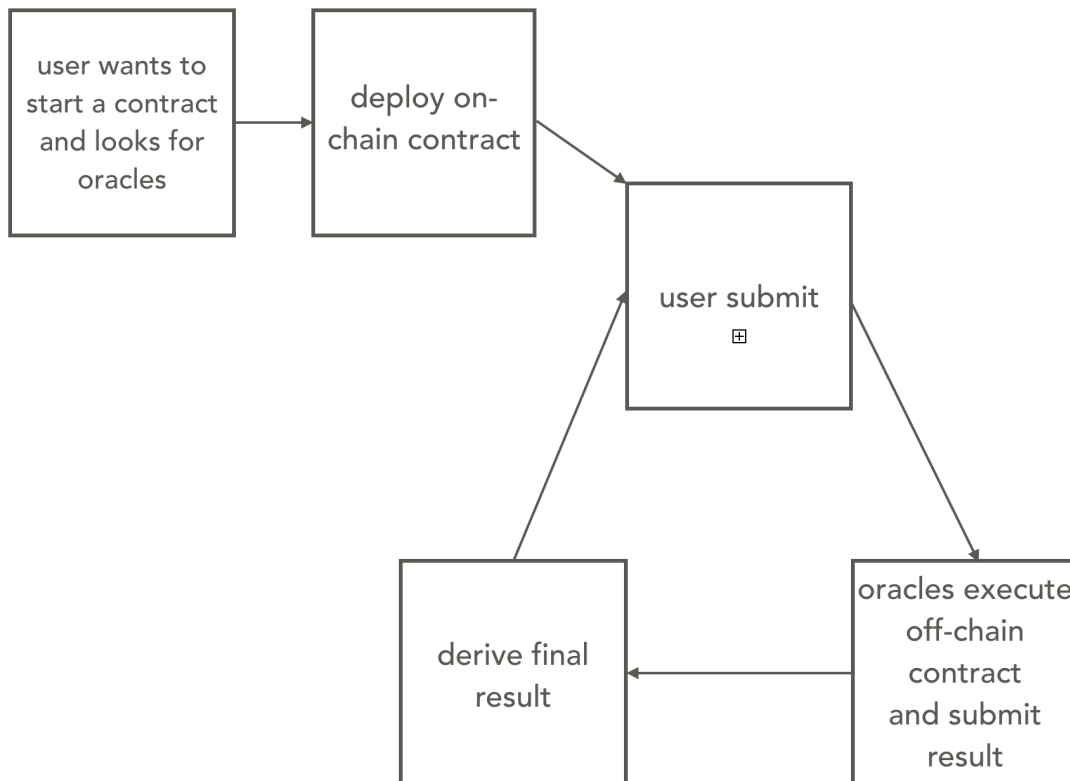 user wants to
start a contract
and looks for
oracles
deploy on-
chain contract
user submit
derive final
result
oracles execute
off-chain
contract
and submit
result